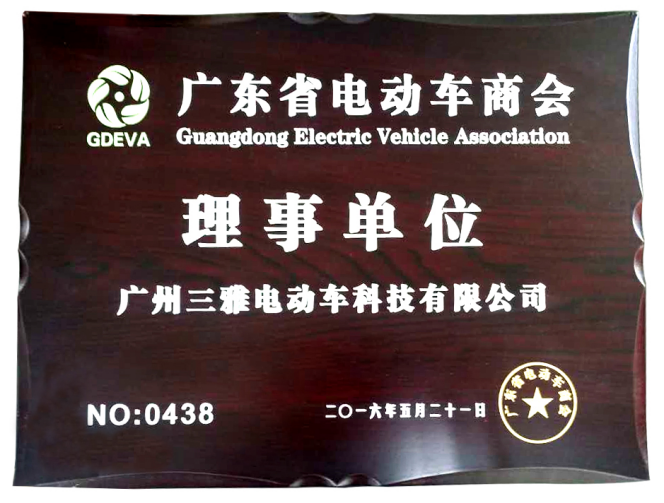 广东省电动车商会
GDEVA
Guangdong Electric Vehicle Association
理事单位
广州三雅电动车科技有限公司
NO:0438
二〇一六年五月二十一日
广东省电动车商会